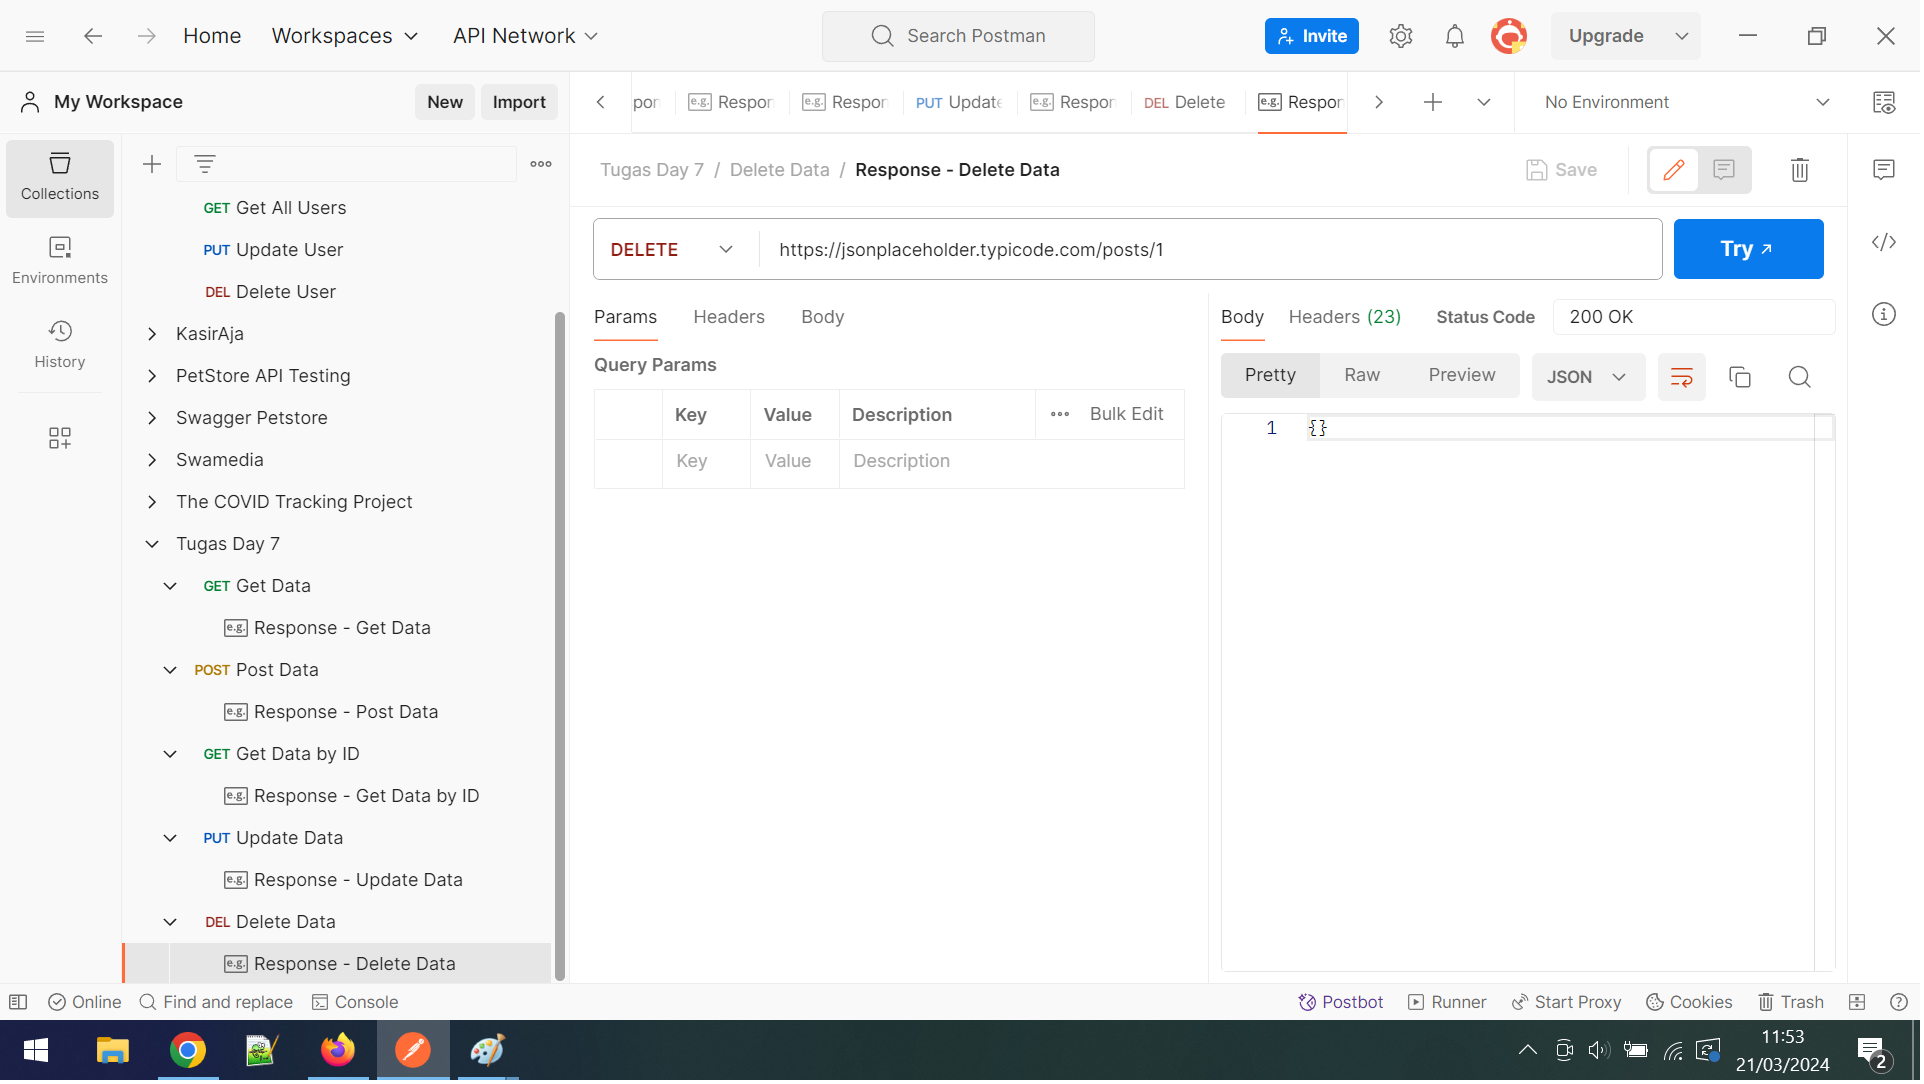 Home
Workspaces
API Network
Search Postman
Invite
Upgrade
My Workspace
New
Import
Respon
Respon
PUT Update
Respon
DEL Delete
Respon
No Environment
Collections
Environments
History
GET Get All Users
PUT Update User
DEL Delete User
KasirAja
PetStore API Testing
Swagger Petstore
Swamedia
The COVID Tracking Project
Tugas Day 7
GET Get Data
e.g. Response - Get Data
POST Post Data
e.g. Response - Post Data
GET Get Data by ID
e.g. Response - Get Data by ID
PUT Update Data
e.g. Response - Update Data
DEL Delete Data
e.g. Response - Delete Data
Tugas Day 7 / Delete Data / Response - Delete Data
Save
DELETE
https://jsonplaceholder.typicode.com/posts/1
Try
Params Headers Body
Query Params
Key Value Description Bulk Edit
Key Value Description
Body Headers (23) Status Code 200 OK
Pretty Raw Preview JSON
1 {}
Online Find and replace Console
Postbot Runner Start Proxy Cookies Trash
11:53
21/03/2024
2